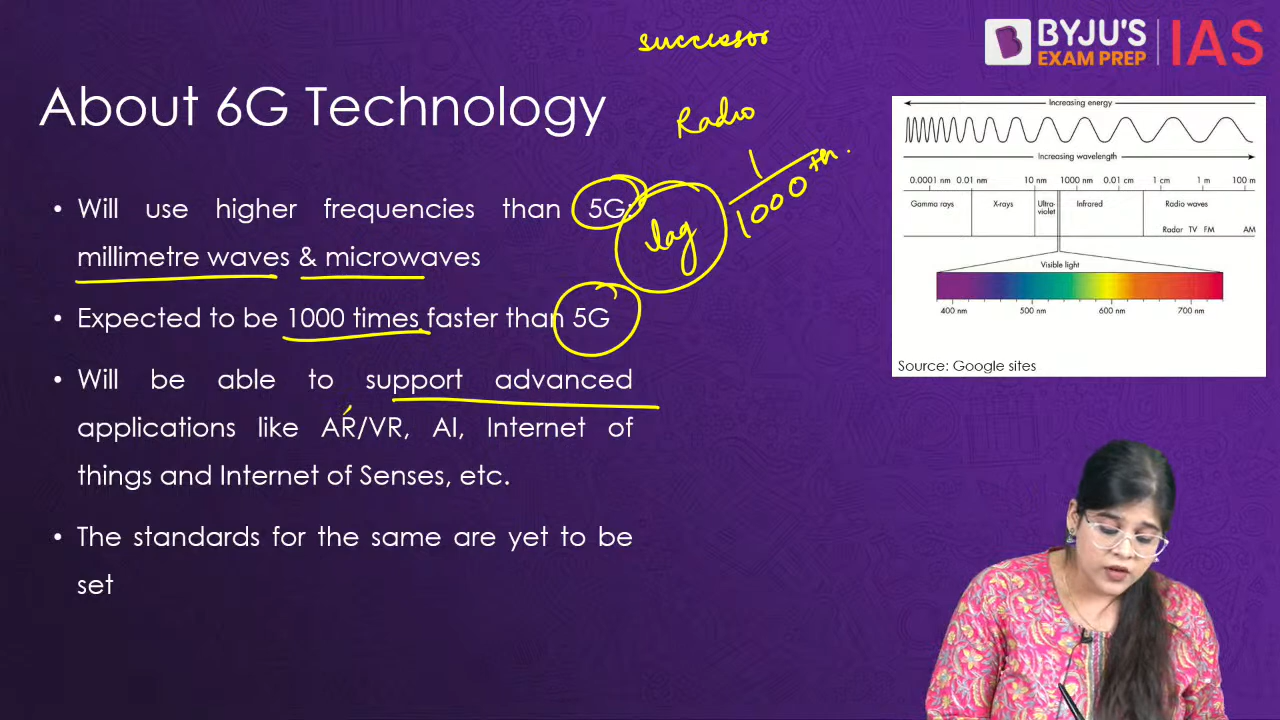 successor
BYJU'S
EXAM PREP
IAS
About 6G Technology
Radio
1
1000th.
lag
• Will use higher frequencies than 5G;
millimetre waves & microwaves
• Expected to be 1000 times faster than 5G
• Will be able to support advanced
applications like AR/VR, AI, Internet of
things and Internet of Senses, etc.
• The standards for the same are yet to be
set
Increasing energy
Increasing wavelength
0.0001 nm 0.01 nm 10 nm 1000 nm 0.01 cm 1 cm 1 m 100 m
Gamma rays X-rays Ultra- Infrared Radio waves
violet
Radar TV FM AM
Visible light
400 nm 500 nm 600 nm 700 nm
Source: Google sites